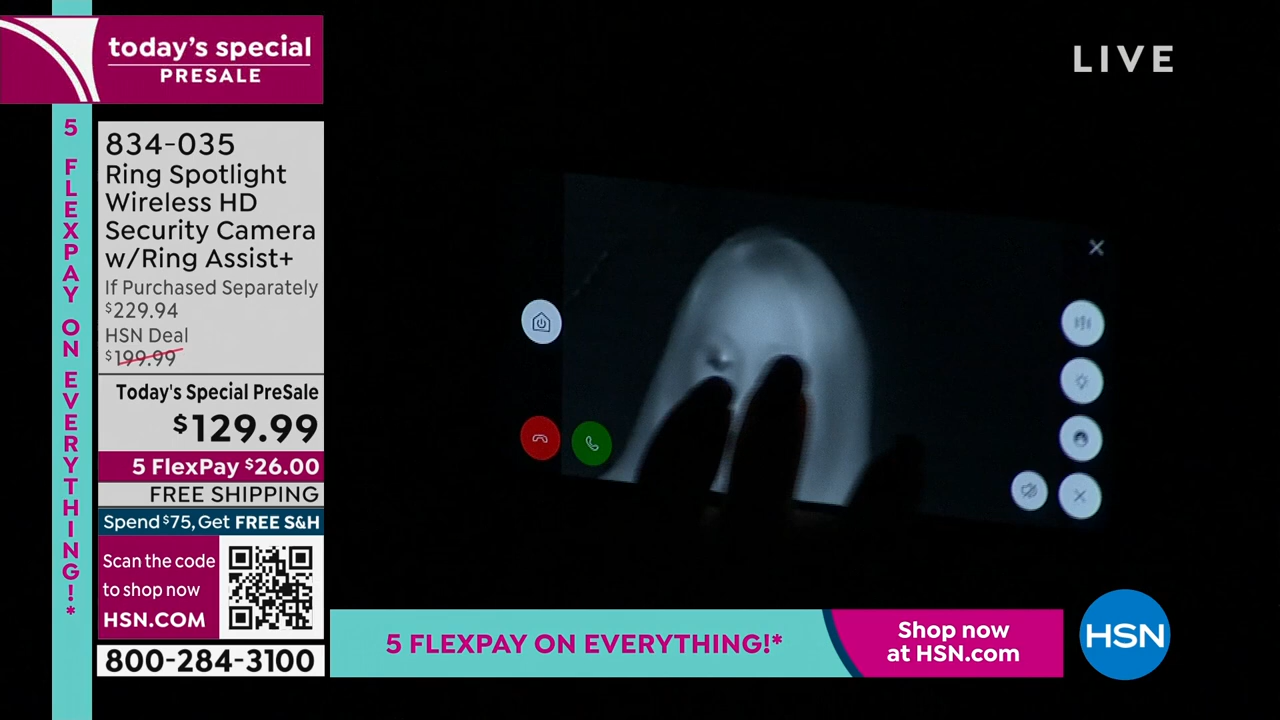 today's special
PRESALE
LIVE
5 FLEXPAY ON EVERYTHING!*
834-035
Ring Spotlight
Wireless HD
Security Camera
w/Ring Assist+
If Purchased Separately
$229.94
HSN Deal
$199.99
Today's Special PreSale
$129.99
5 FlexPay $26.00
FREE SHIPPING
Spend $75, Get FREE S&H
Scan the code
to shop now
HSN.COM
800-284-3100
5 FLEXPAY ON EVERYTHING!*
Shop now
at HSN.com
HSN